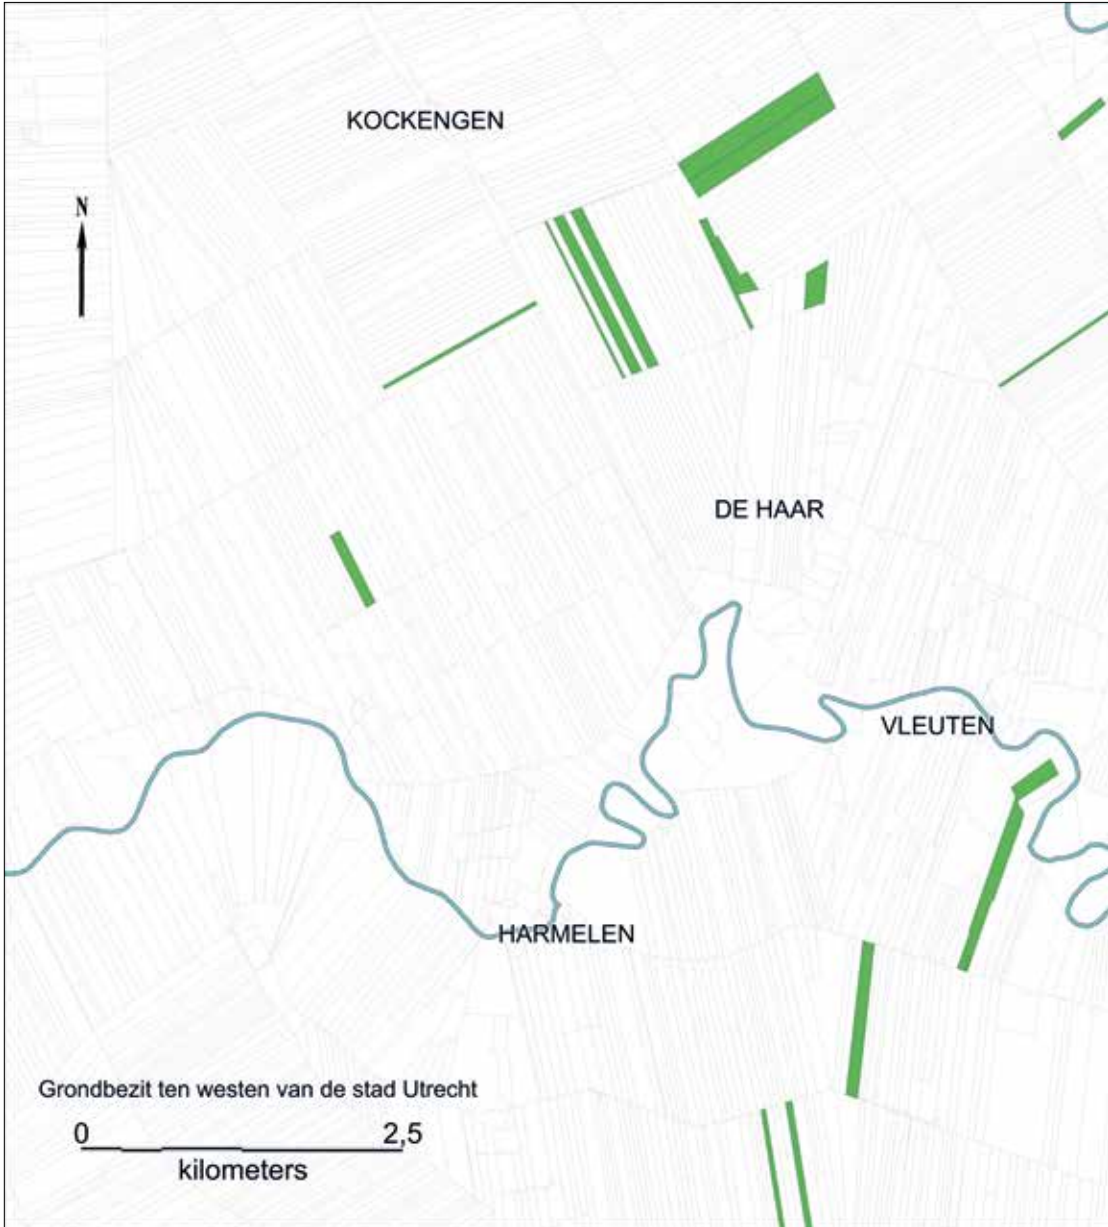 KOCKENGEN
N
DE HAAR
VLEUTEN
HARMELEN
Grondbezit ten westen van de stad Utrecht
0 2,5
kilometers